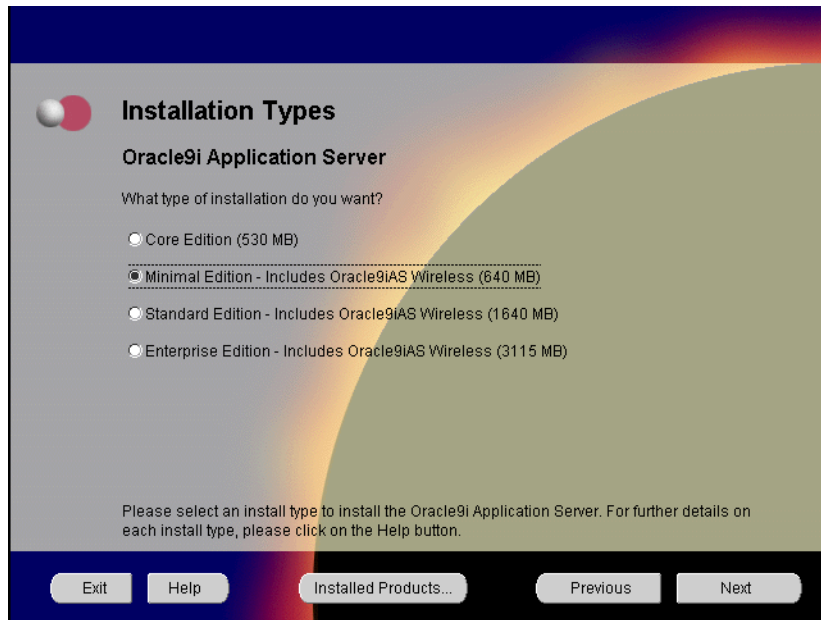 Installation Types
Oracle9i Application Server
What type of installation do you want?
Core Edition (530 MB)
Minimal Edition - Includes Oracle9iAS Wireless (640 MB)
Standard Edition - Includes Oracle9iAS Wireless (1640 MB)
Enterprise Edition - Includes Oracle9iAS Wireless (3115 MB)
Please select an install type to install the Oracle9i Application Server. For further details on
each install type, please click on the Help button.
Exit Help Installed Products... Previous Next